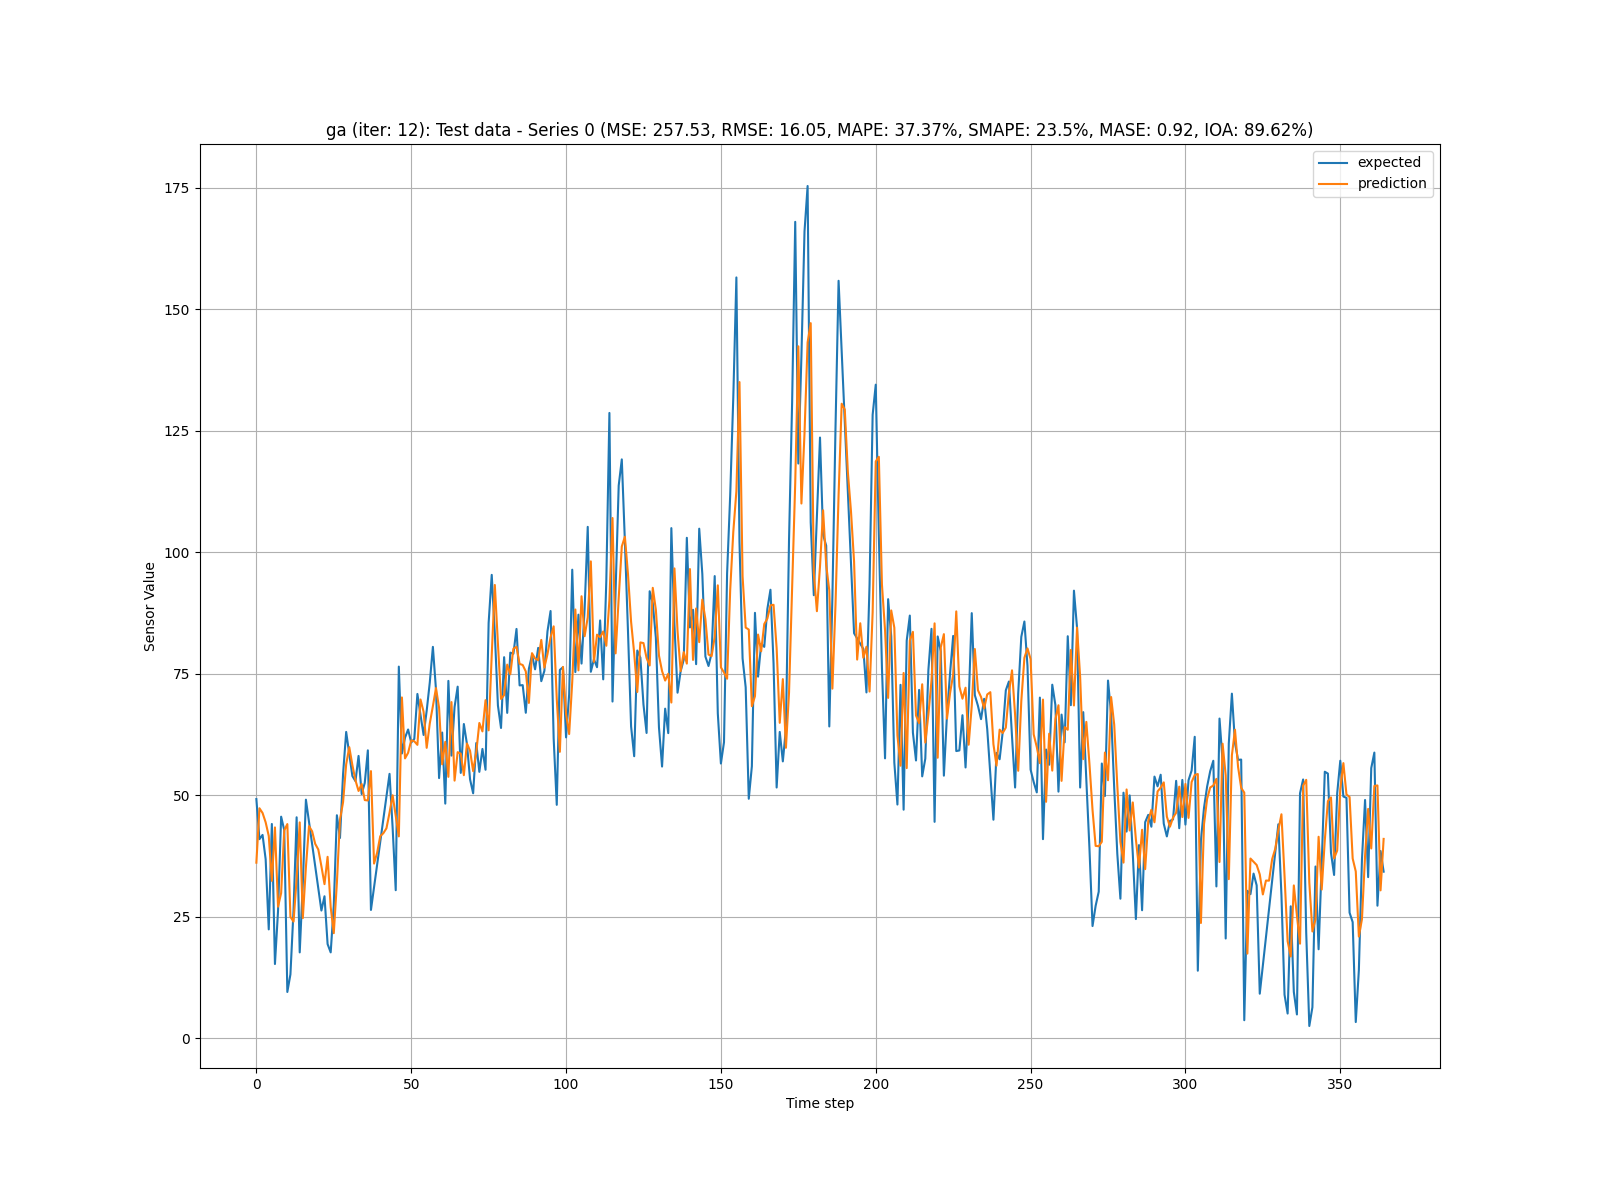 ga (iter: 12): Test data - Series 0 (MSE: 257.53, RMSE: 16.05, MAPE: 37.37%, SMAPE: 23.5%, MASE: 0.92, IOA: 89.62%)
expected
prediction
175
150
125
100
75
50
25
0
Sensor Value
0 50 100 150 200 250 300 350
Time step